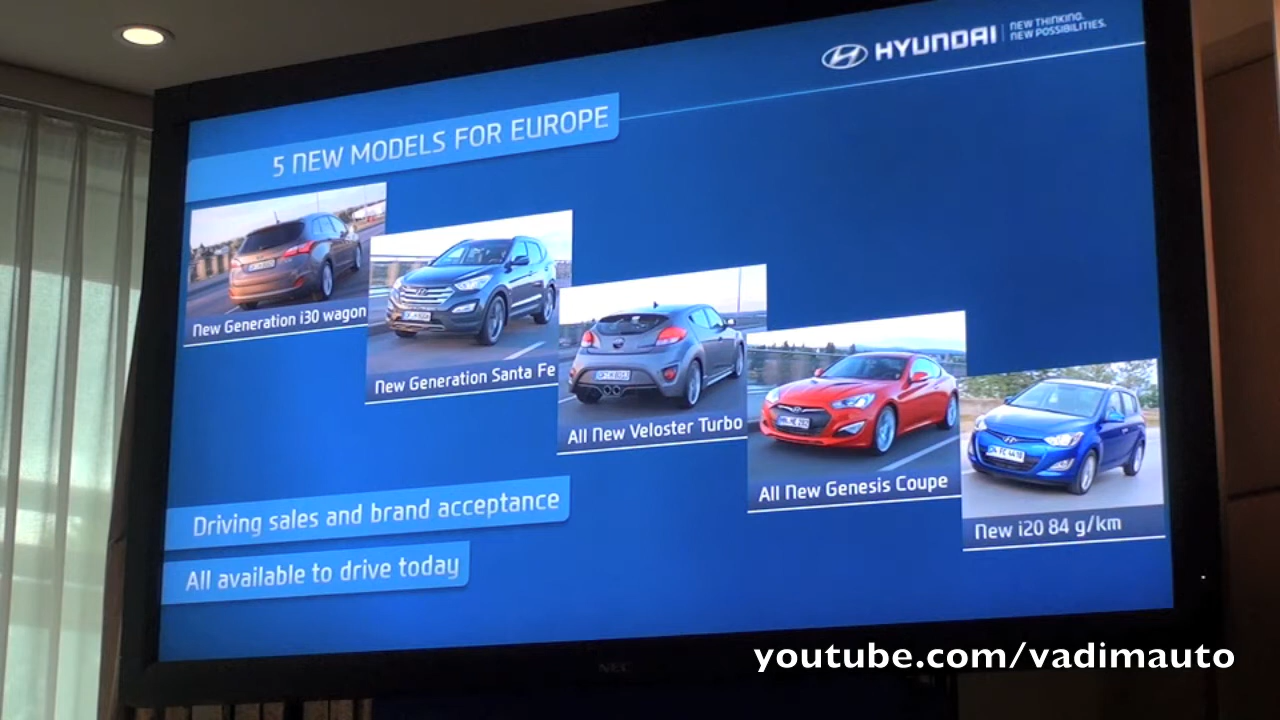 HYUNDAI
NEW THINKING.
NEW POSSIBILITIES.
5 NEW MODELS FOR EUROPE
New Generation i30 wagon
New Generation Santa Fe
All New Veloster Turbo
All New Genesis Coupe
New i20 84 g/km
Driving sales and brand acceptance
All available to drive today
NEC
youtube.com/vadimauto